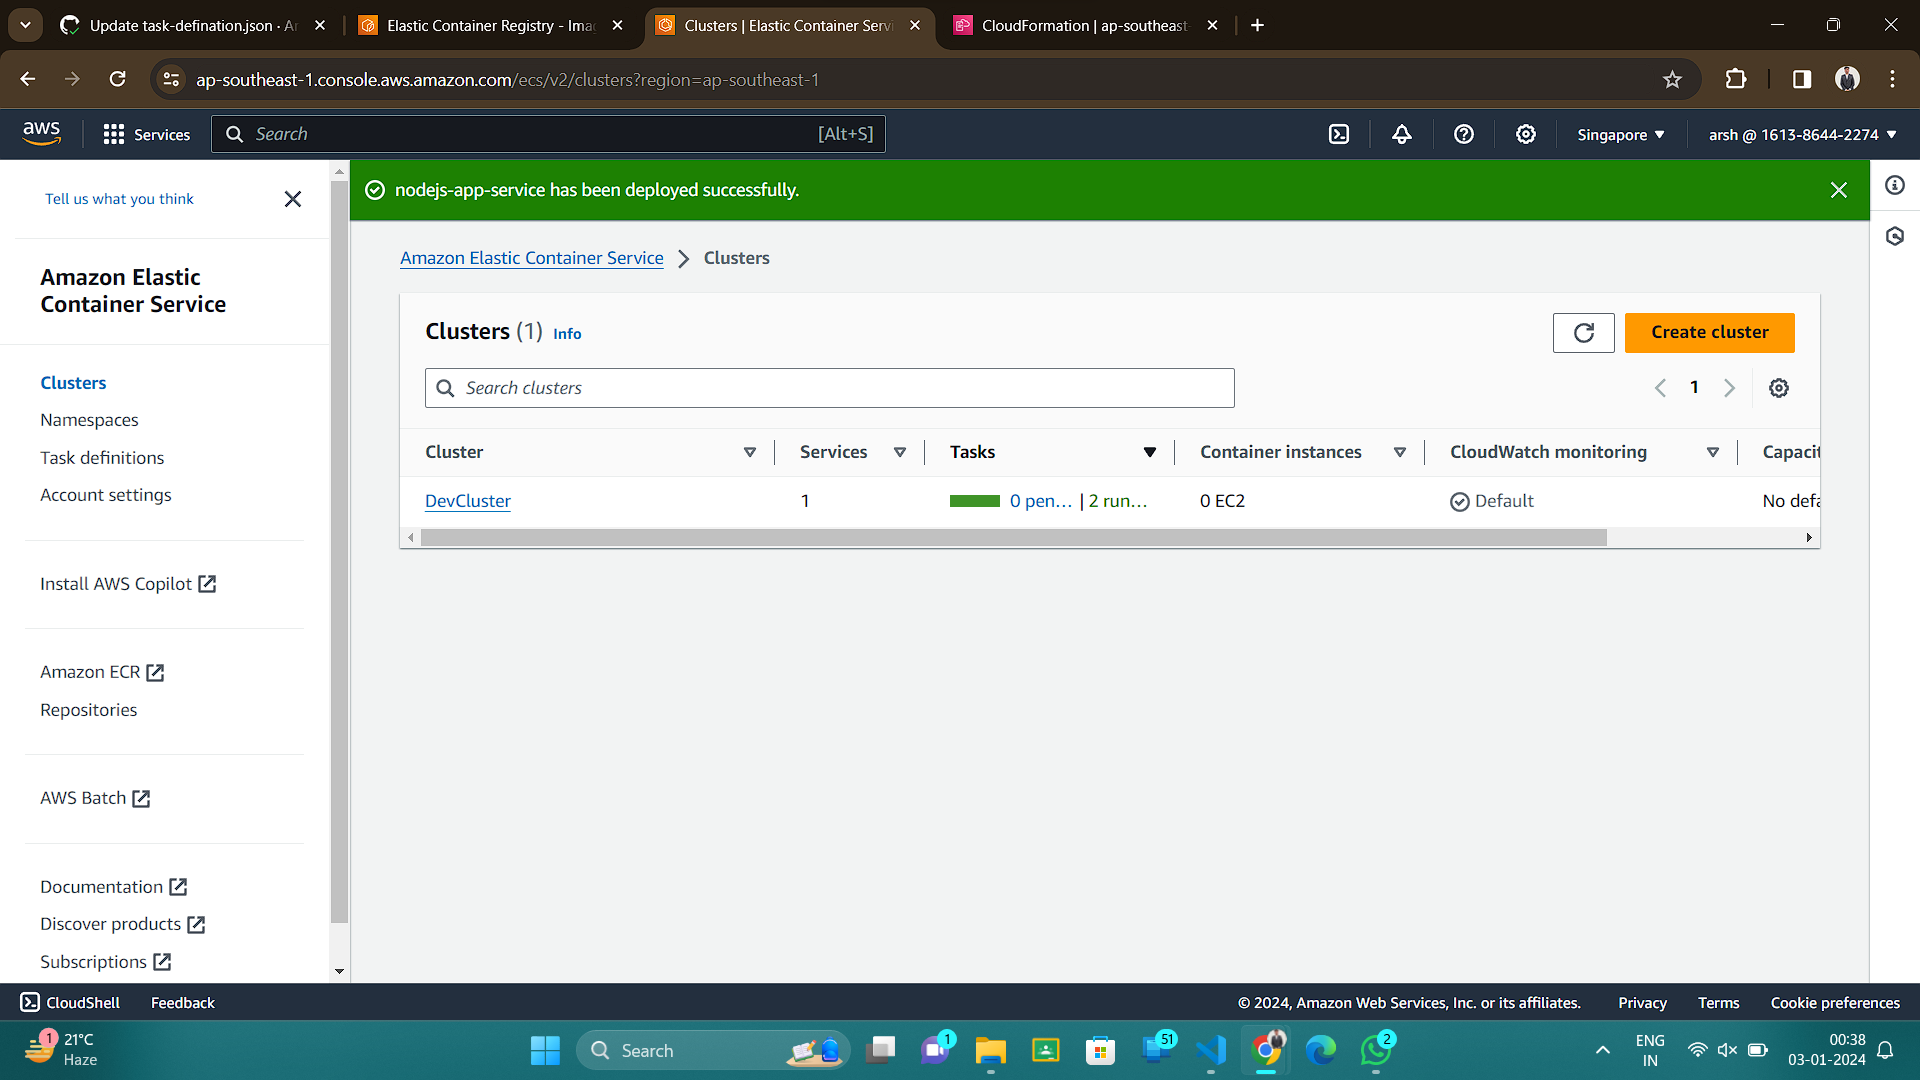 Update task-defination.json · Ar
Elastic Container Registry - Imag
Clusters | Elastic Container Servi
CloudFormation | ap-southeast-
ap-southeast-1.console.aws.amazon.com/ecs/v2/clusters?region=ap-southeast-1
aws
Services
Search
[Alt+S]
Singapore
arsh @ 1613-8644-2274
Tell us what you think
nodejs-app-service has been deployed successfully.
Amazon Elastic
Container Service
Clusters
Namespaces
Task definitions
Account settings
Install AWS Copilot
Amazon ECR
Repositories
AWS Batch
Documentation
Discover products
Subscriptions
Amazon Elastic Container Service
Clusters
Clusters (1) Info
Create cluster
Search clusters
1
Cluster Services Tasks Container instances CloudWatch monitoring Capacit
DevCluster 1 0 pen... | 2 run... 0 EC2 Default No defa
CloudShell Feedback
© 2024, Amazon Web Services, Inc. or its affiliates. Privacy Terms Cookie preferences
1
21°C
Haze
Search
1
51
2
ENG
IN
00:38
03-01-2024